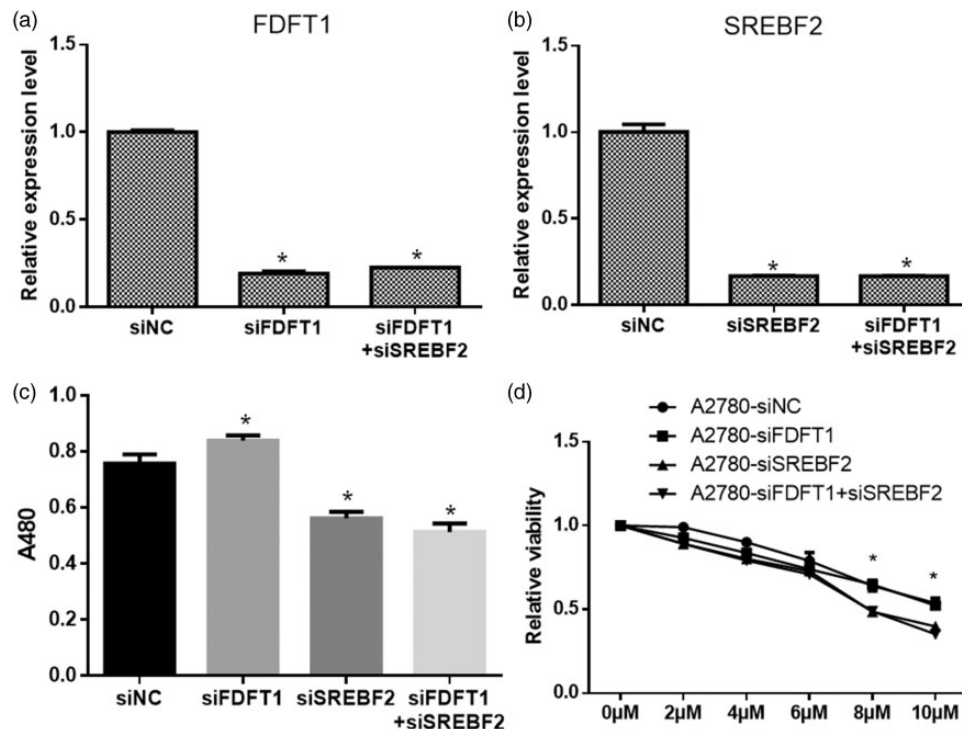 (a)
FDFT1
Relative expression level
1.5
1.0
0.5
0.0
siNC
siFDFT1
siFDFT1
+siSREBF2
*
*
(b)
SREBF2
Relative expression level
1.5
1.0
0.5
0.0
siNC
siSREBF2
siFDFT1
+siSREBF2
*
*
(c)
A480
1.0
0.8
0.6
0.4
0.2
0.0
siNC
siFDFT1
siSREBF2
siFDFT1
+siSREBF2
*
*
*
(d)
A2780-siNC
A2780-siFDFT1
A2780-siSREBF2
A2780-siFDFT1+siSREBF2
Relative viability
1.5
1.0
0.5
0.0
0μM
2μM
4μM
6μM
8μM
10μM
*
*